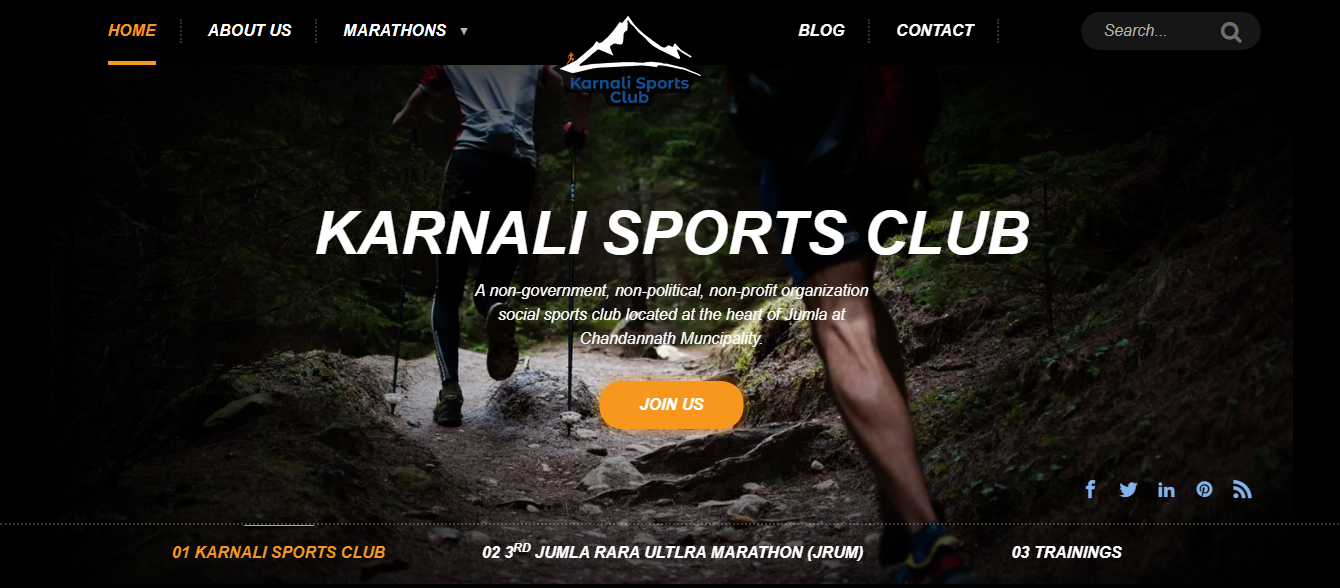 HOME
ABOUT US
MARATHONS
BLOG
CONTACT
Search...
Karnali Sports
Club
KARNALI SPORTS CLUB
A non-government, non-political, non-profit organization
social sports club located at the heart of Jumla at
Chandannath Muncipality.
JOIN US
01 KARNALI SPORTS CLUB
02 3RD JUMLA RARA ULTLRA MARATHON (JRUM)
03 TRAININGS